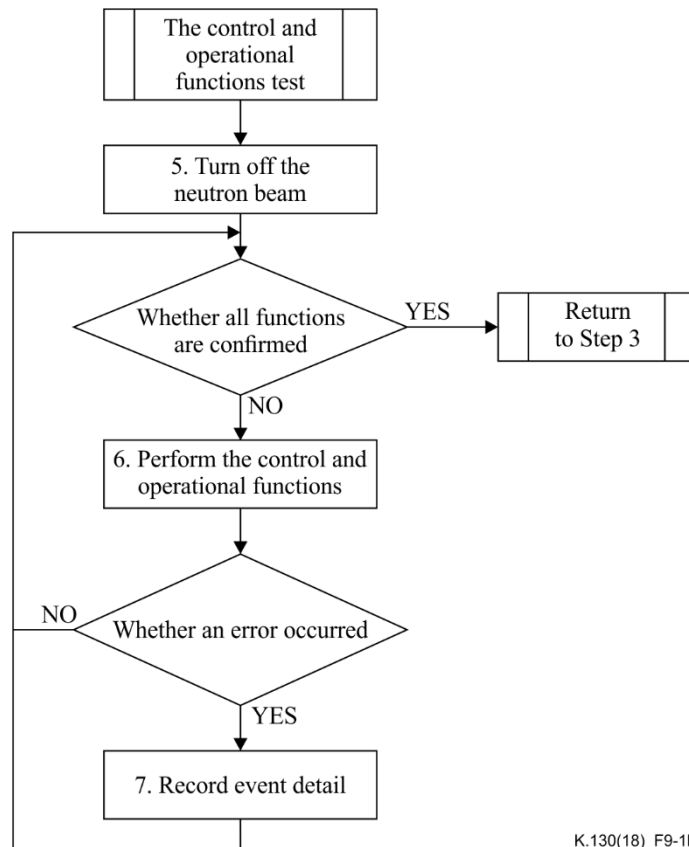 The control and
operational
functions test
5. Turn off the
neutron beam
Whether all functions
are confirmed
YES
Return
to Step 3
NO
6. Perform the control and
operational functions
NO
Whether an error occurred
YES
7. Record event detail
K.130(18)_F9-1